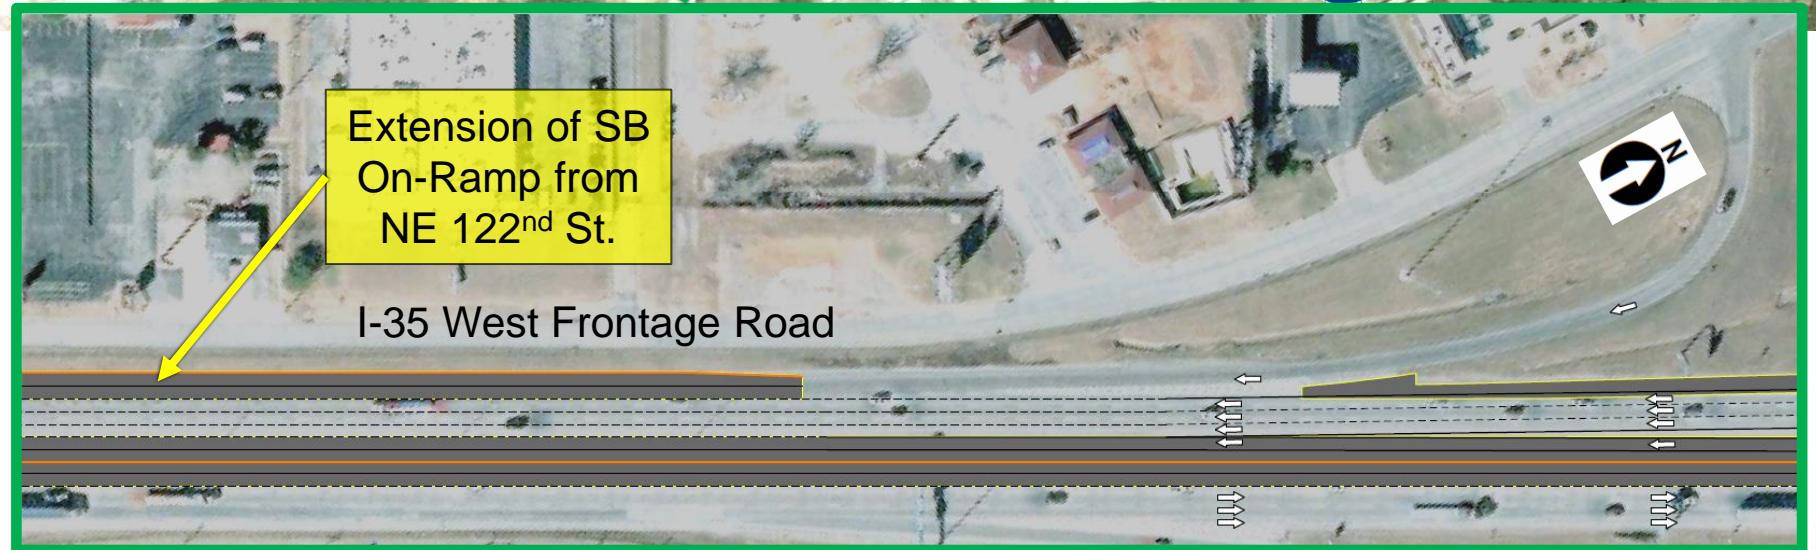 Extension of SB
On-Ramp from
NE 122nd St.
I-35 West Frontage Road
N